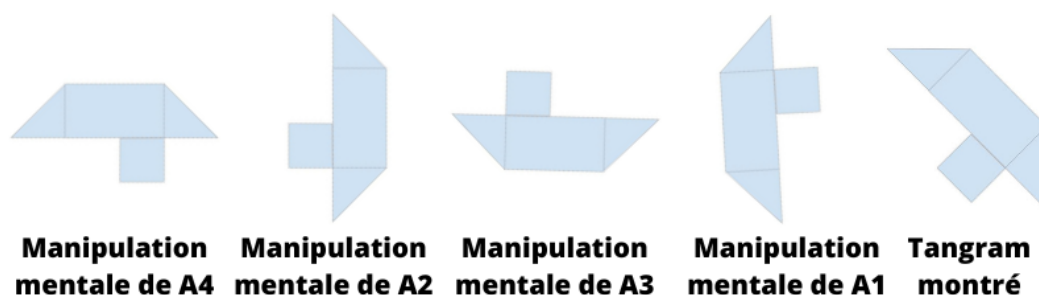 Manipulation
mentale de A4
Manipulation
mentale de A2
Manipulation
mentale de A3
Manipulation
mentale de A1
Tangram
montré